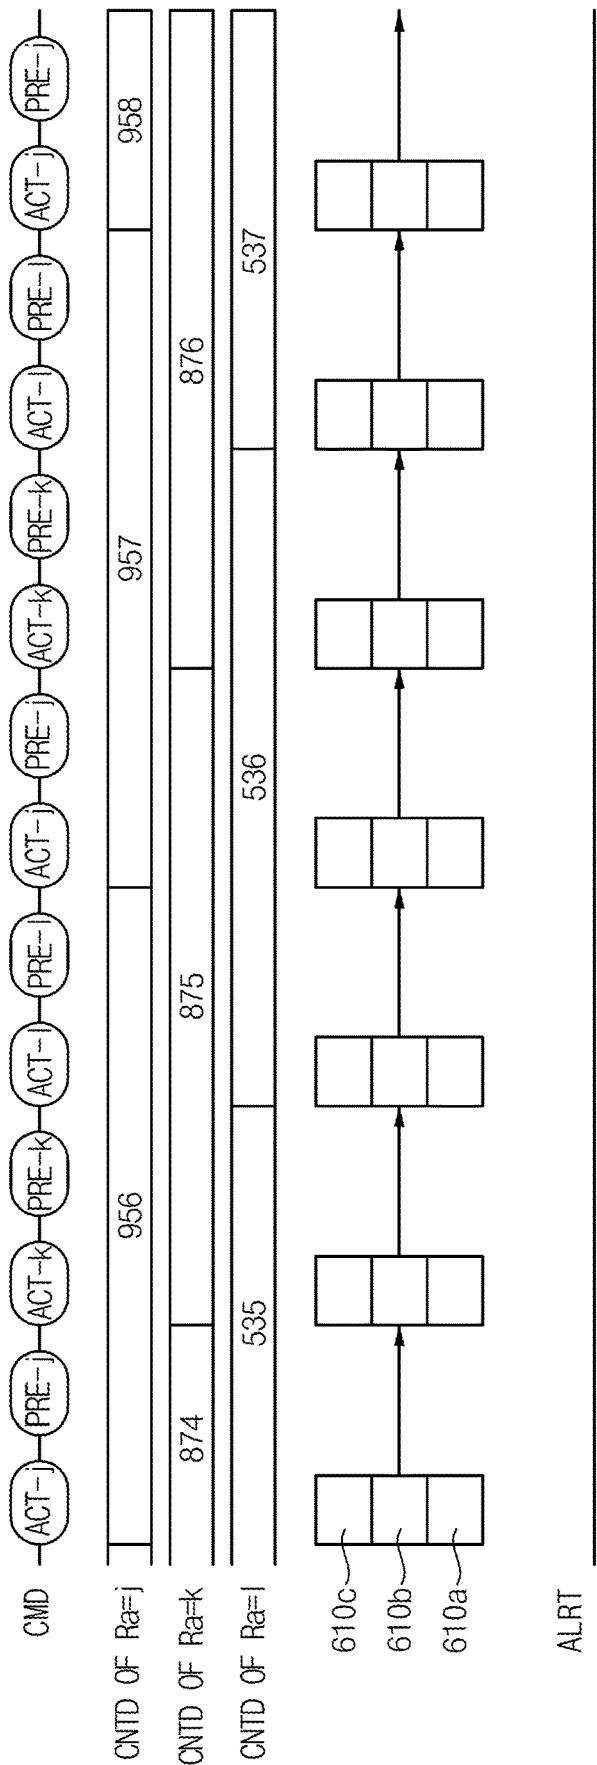 CMD ACT-j PRE-j ACT-k PRE-k ACT-l PRE-l ACT-j PRE-j ACT-k PRE-k ACT-l PRE-l ACT-j PRE-j
CNTD OF Ra=j 956 957 958
CNTD OF Ra=k 874 875 876
CNTD OF Ra=l 535 536 537
610c
610b
610a
ALRT